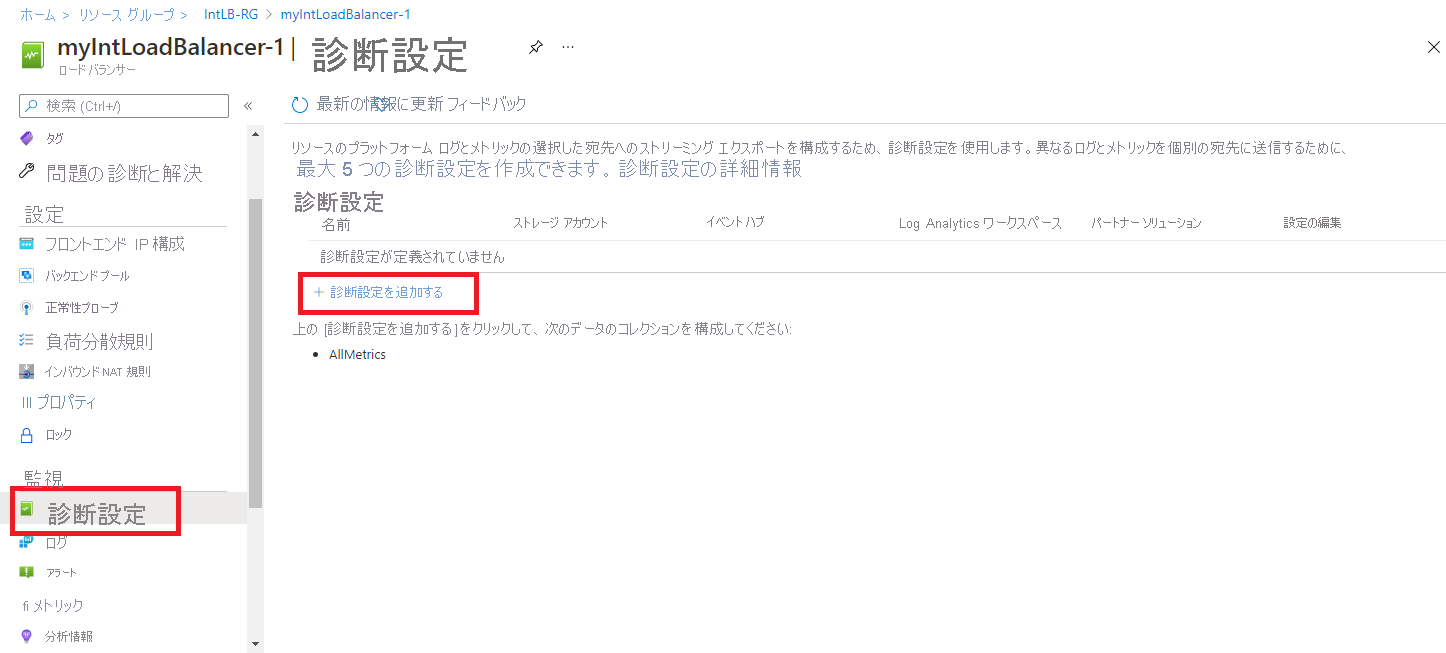 ホーム > リソース グループ > IntLB-RG > myIntLoadBalancer-1
myIntLoadBalancer-1 | 診断設定
ロード バランサー
検索 (Ctrl+/)
最新の情報に更新 フィードバック
タグ
問題の診断と解決
設定
フロントエンド IP 構成
バックエンド プール
正常性プローブ
負荷分散規則
インバウンド NAT 規則
III プロパティ
ロック
監視
診断設定
ログ
アラート
fi メトリック
分析情報
リソースのプラットフォーム ログとメトリックの選択した宛先へのストリーミング エクスポートを構成するため、診断設定を使用します。異なるログとメトリックを個別の宛先に送信するために、
最大 5 つの診断設定を作成できます。診断設定の詳細情報
診断設定
名前 ストレージ アカウント イベント ハブ Log Analytics ワークスペース パートナー ソリューション 設定の編集
診断設定が定義されていません
+ 診断設定を追加する
上の [診断設定を追加する] をクリックして、次のデータのコレクションを構成してください:
• AllMetrics